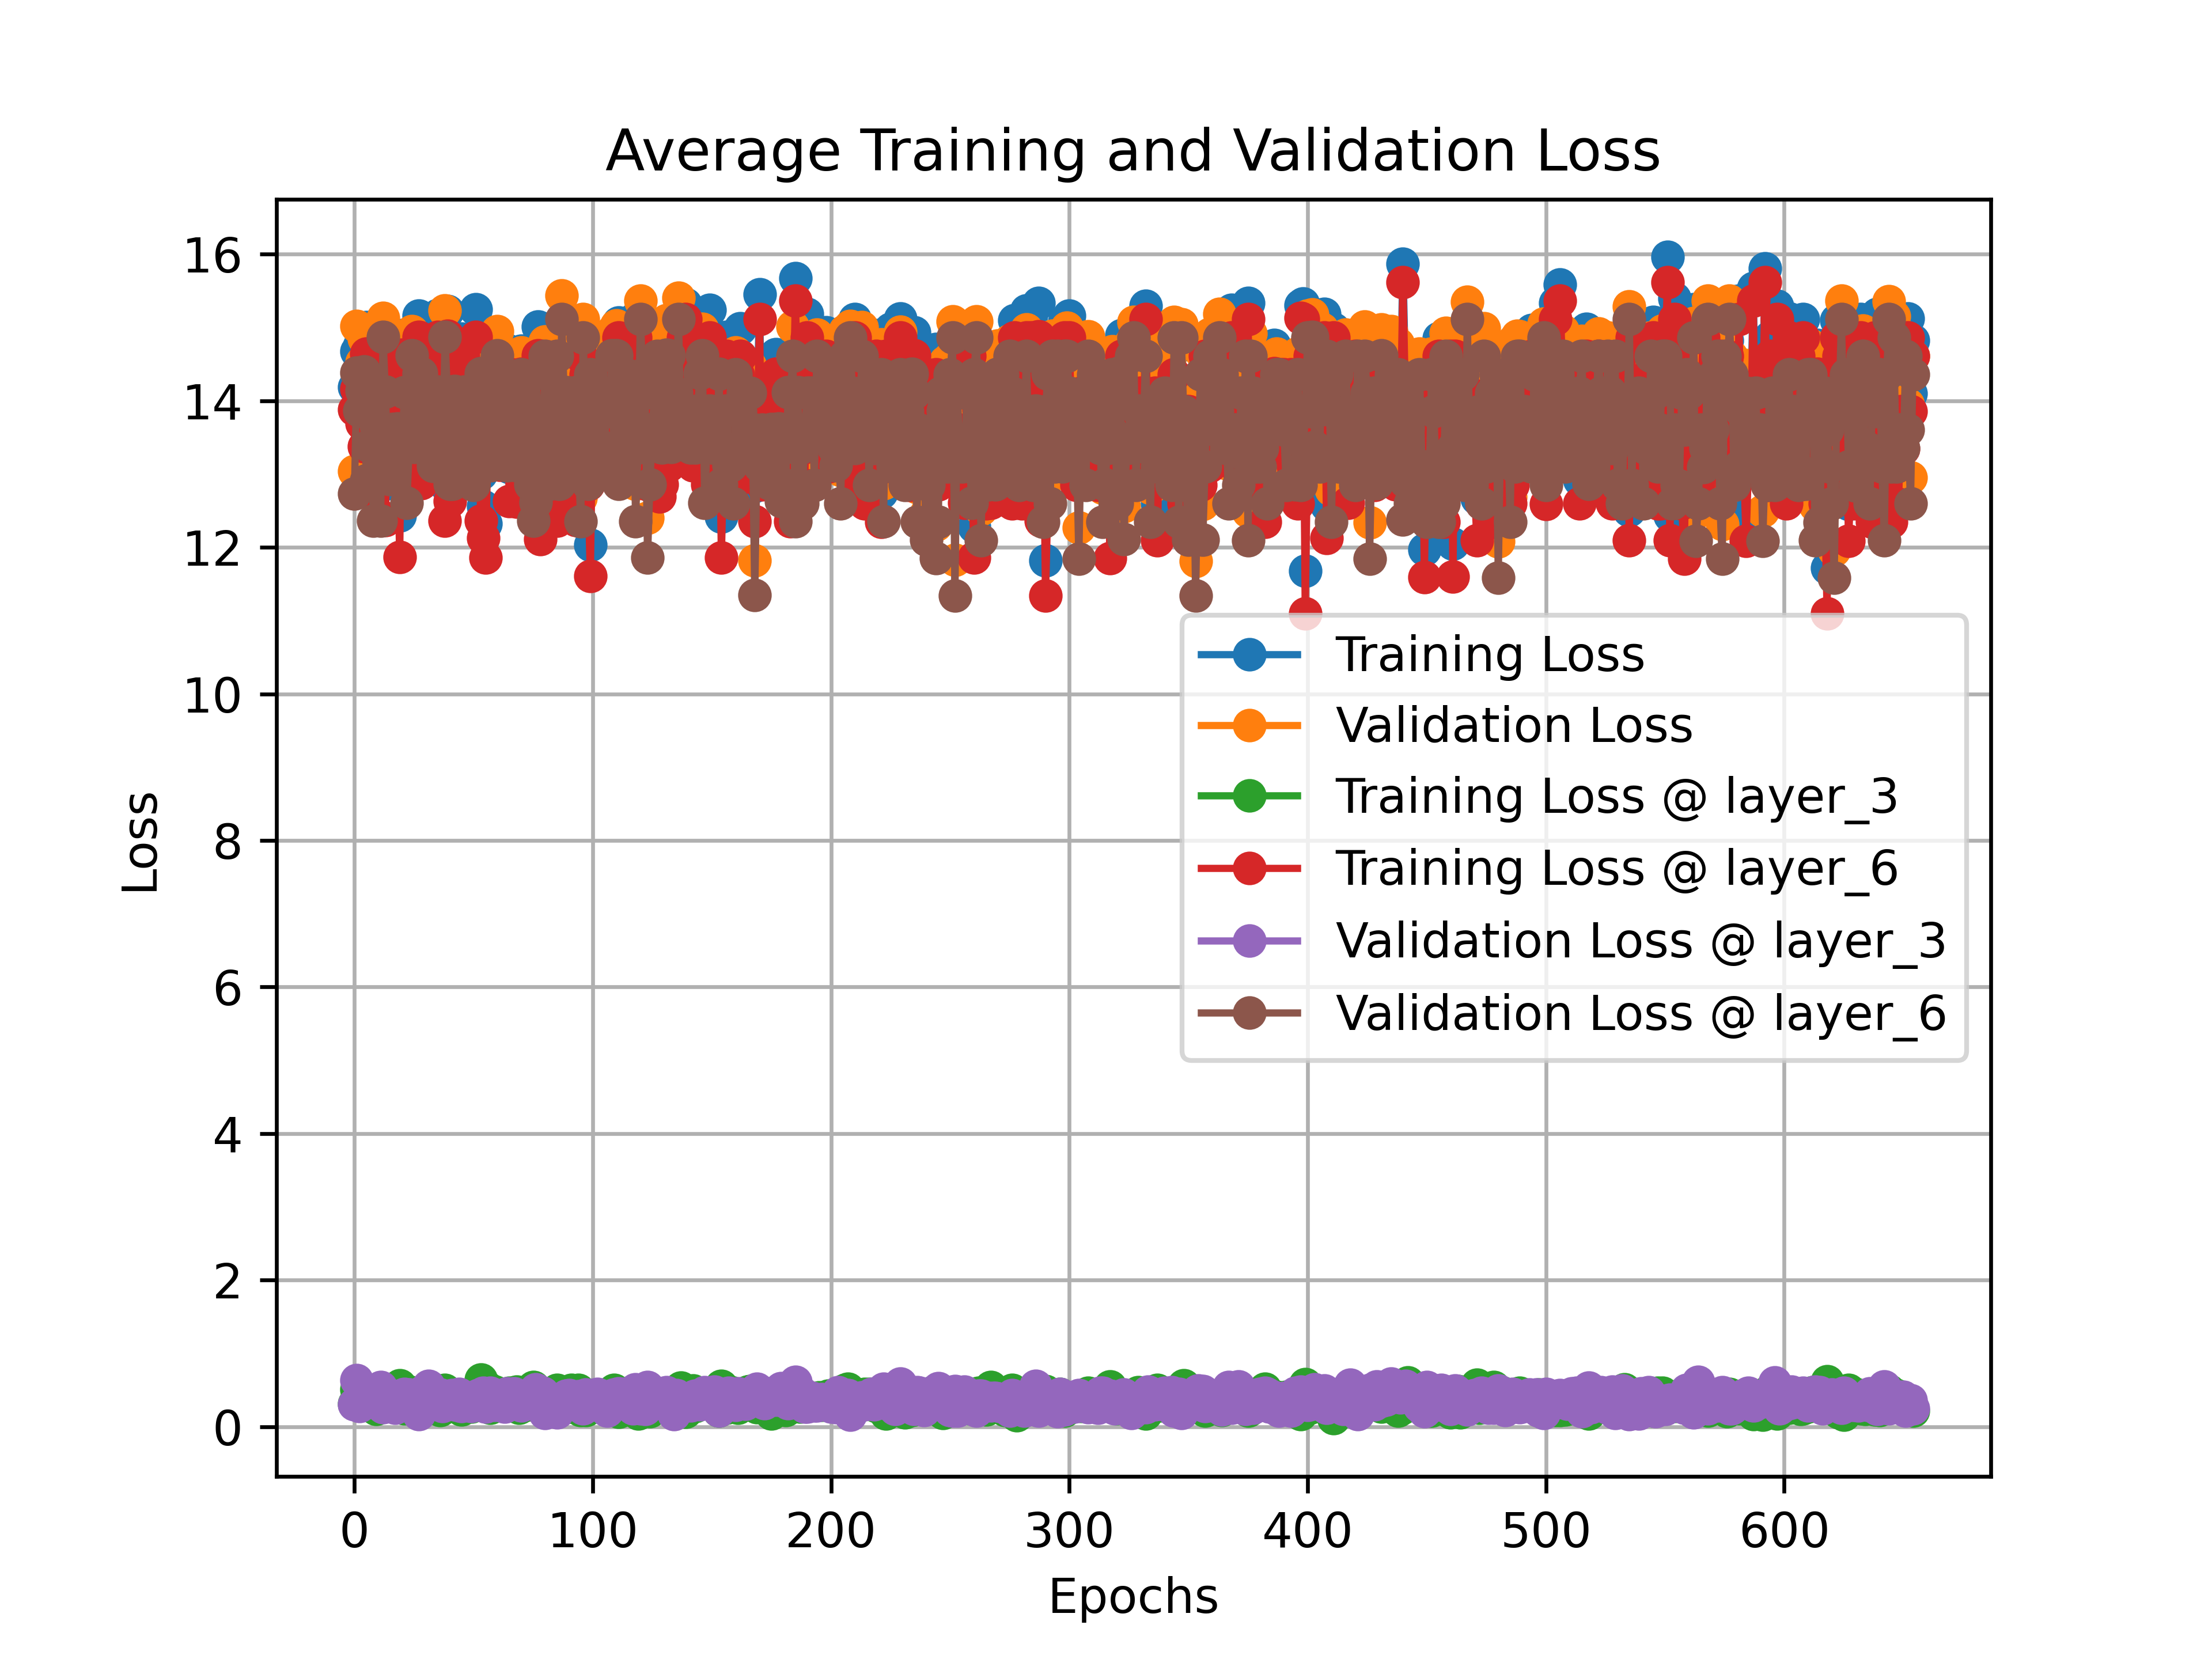 Average Training and Validation Loss
16
14
12
10
8
6
4
2
0
Loss
Training Loss
Validation Loss
Training Loss @ layer_3
Training Loss @ layer_6
Validation Loss @ layer_3
Validation Loss @ layer_6
0 100 200 300 400 500 600
Epochs